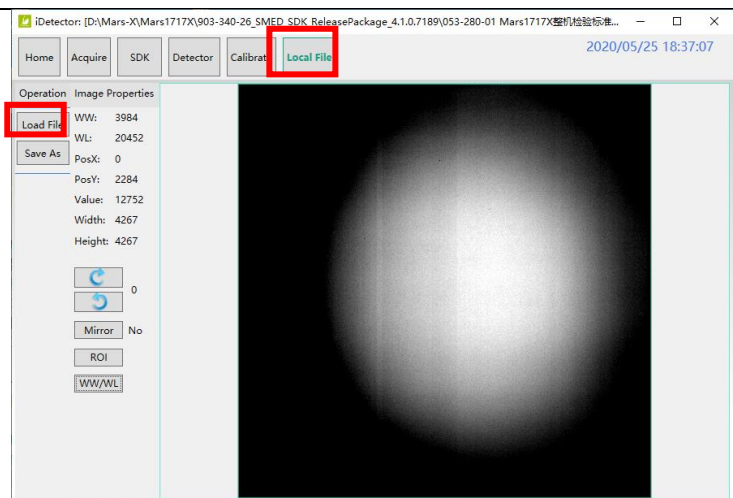 iDetector: [D:\Mars-X\Mars1717X\903-340-26_SMED_SDK_ReleasePackage_4.1.0.7189\053-280-01 Mars1717X整机检验标准...
Home Acquire SDK Detector Calibrat Local File
2020/05/25 18:37:07
Operation Image Properties
Load File
Save As
WW: 3984
WL: 20452
PosX: 0
PosY: 2284
Value: 12752
Width: 4267
Height: 4267
0
Mirror No
ROI
WW/WL